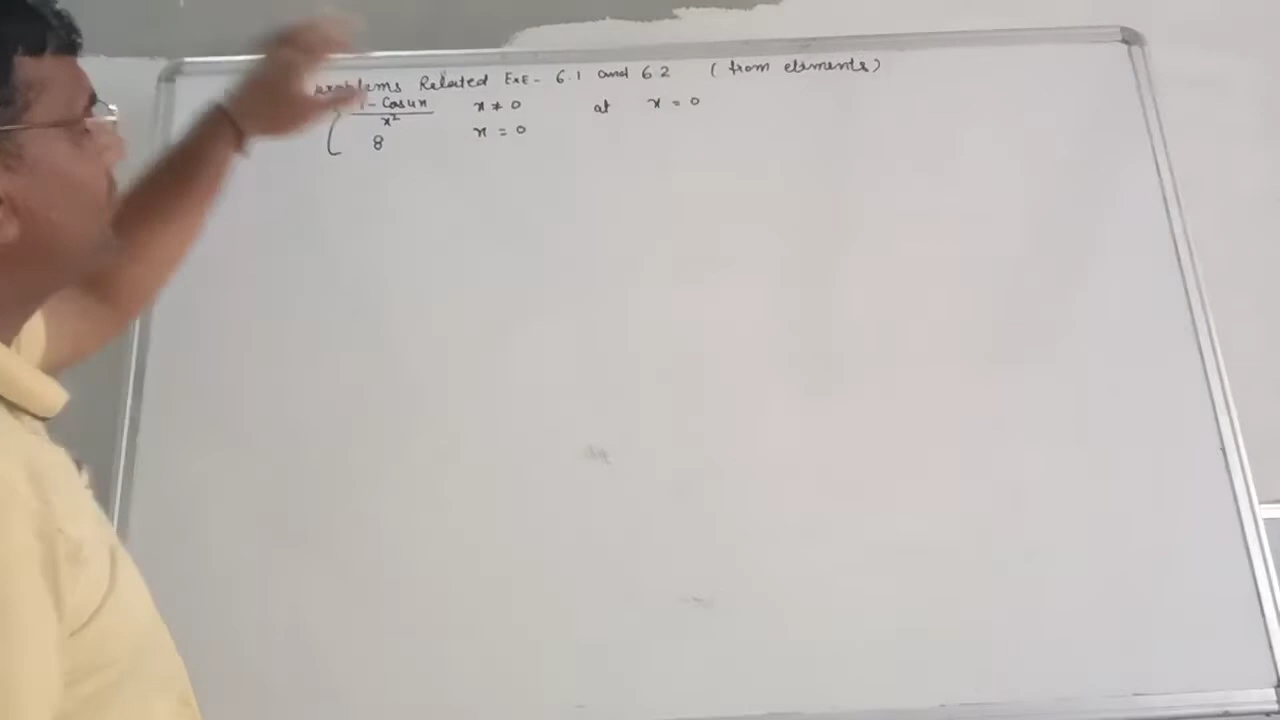 problems Related EXE - 6.1 and 6.2 ( from elements )
1 - Cos4x x ≠ 0 at x = 0
x²
8 x = 0